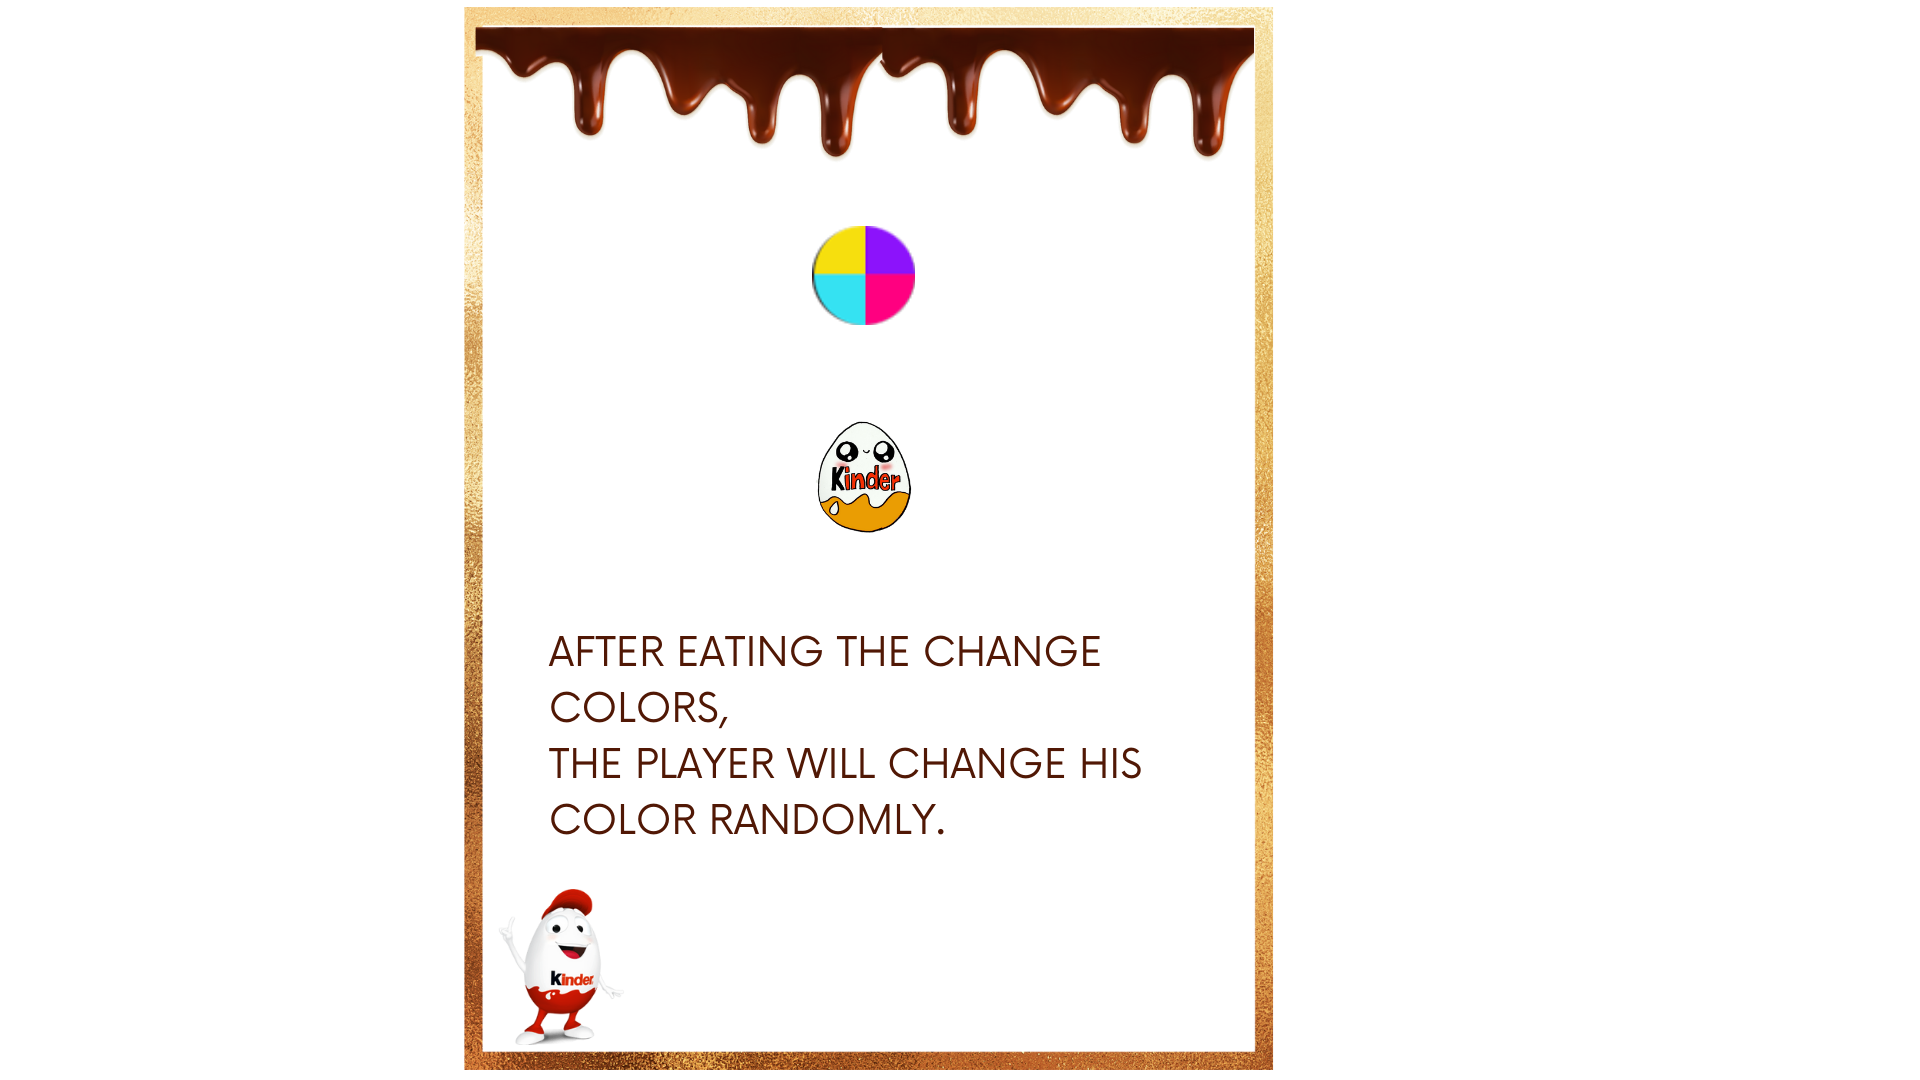 Kinder
AFTER EATING THE CHANGE
COLORS,
THE PLAYER WILL CHANGE HIS
COLOR RANDOMLY.
kinder